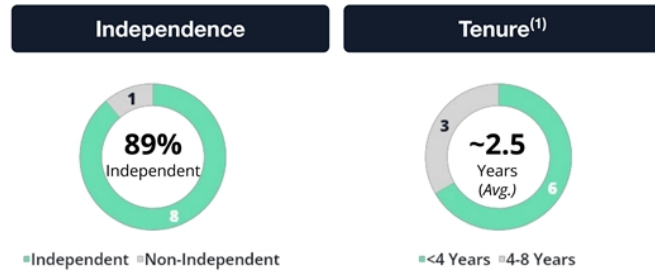 Independence
Tenure(1)
1
89%
Independent
8
3
~2.5
Years
(Avg.)
6
Independent Non-Independent
<4 Years 4-8 Years